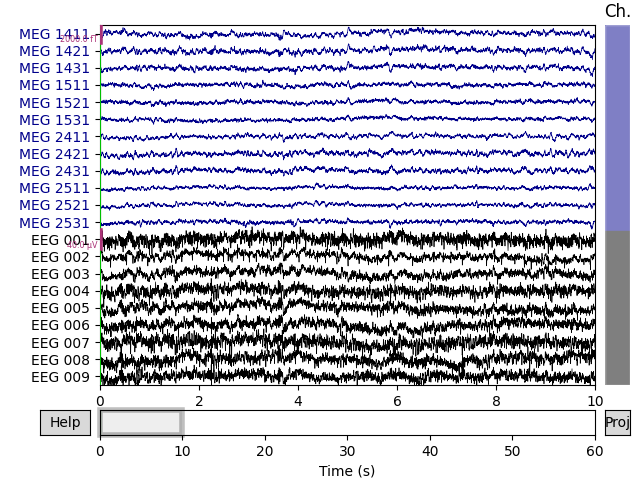 Ch.
MEG 1411
2000.0 fT
MEG 1421
MEG 1431
MEG 1511
MEG 1521
MEG 1531
MEG 2411
MEG 2421
MEG 2431
MEG 2511
MEG 2521
MEG 2531
EEG 001
EEG 002
EEG 003
EEG 004
EEG 005
EEG 006
EEG 007
EEG 008
EEG 009
0 2 4 6 8 10
Help
Proj
0 10 20 30 40 50 60
Time (s)